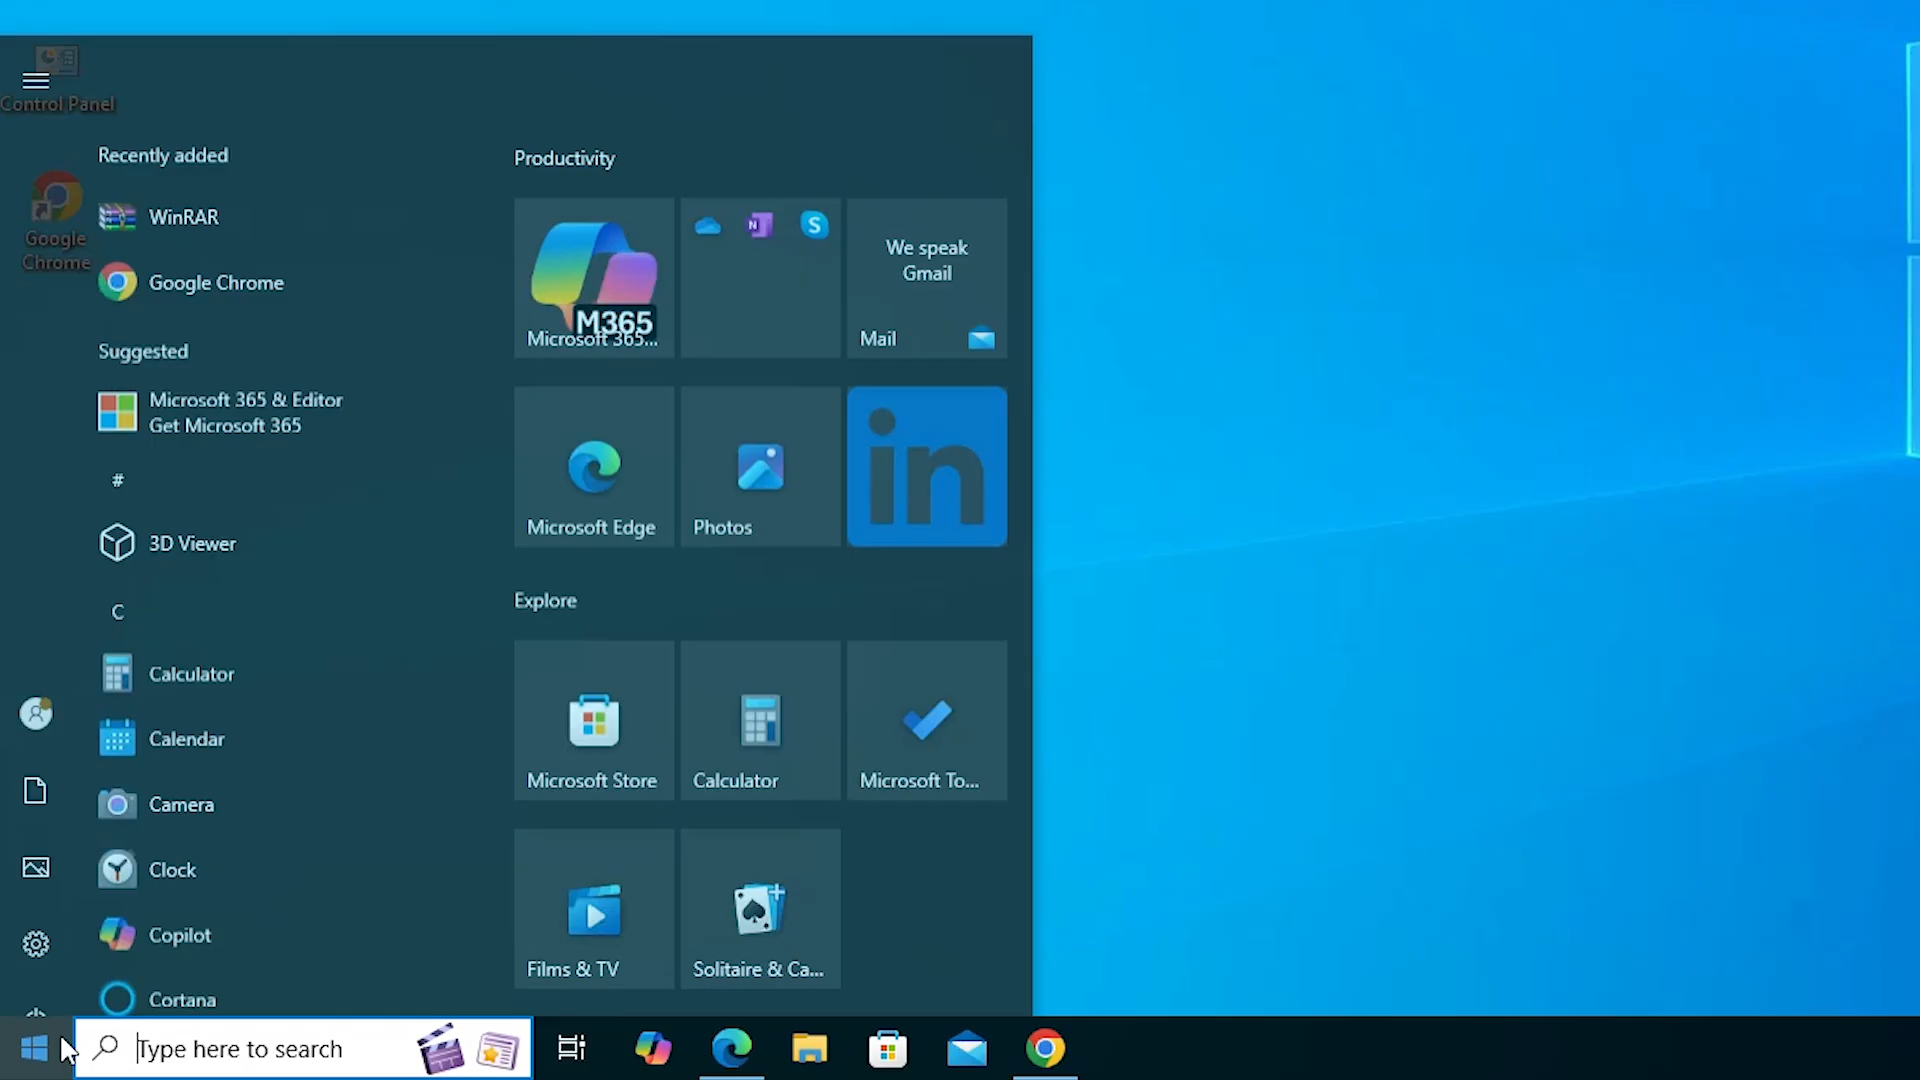 Control Panel
Google
Chrome
Recently added
WinRAR
Google Chrome
Suggested
Microsoft 365 & Editor
Get Microsoft 365
#
3D Viewer
C
Calculator
Calendar
Camera
Clock
Copilot
Cortana
Productivity
M365
Microsoft 365...
N
S
We speak
Gmail
Mail
Microsoft Edge
Photos
in
Explore
Microsoft Store
Calculator
Microsoft To...
Films & TV
Solitaire & Ca...
Type here to search